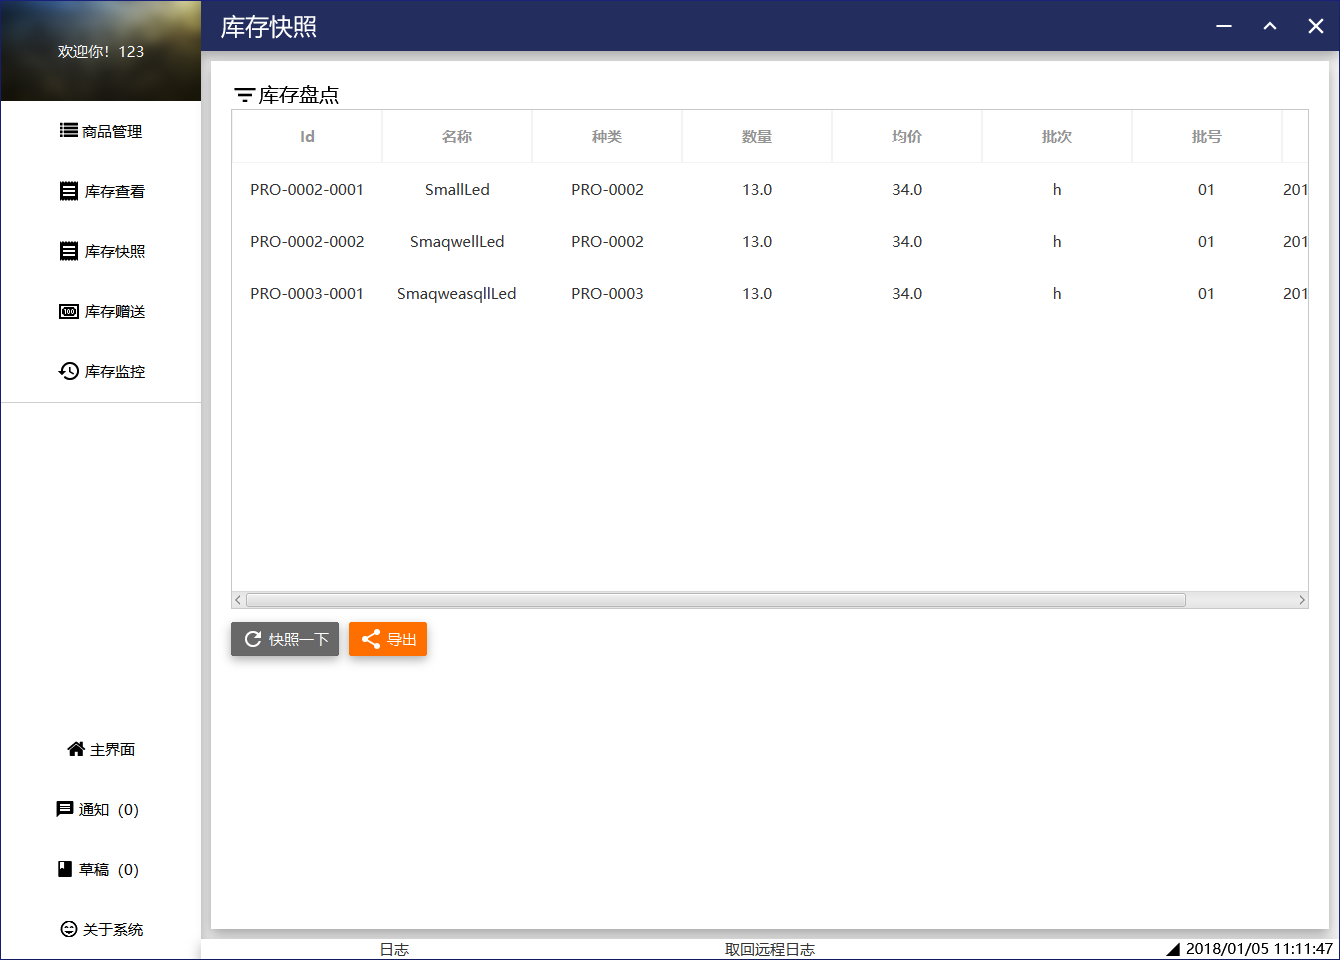 欢迎你！123
库存快照
商品管理
库存查看
库存快照
库存赠送
库存监控
主界面
通知（0）
草稿（0）
关于系统
库存盘点
Id 名称 种类 数量 均价 批次 批号
PRO-0002-0001 SmallLed PRO-0002 13.0 34.0 h 01 201
PRO-0002-0002 SmaqwellLed PRO-0002 13.0 34.0 h 01 201
PRO-0003-0001 SmaqweasqllLed PRO-0003 13.0 34.0 h 01 201
快照一下 导出
日志 取回远程日志 2018/01/05 11:11:47